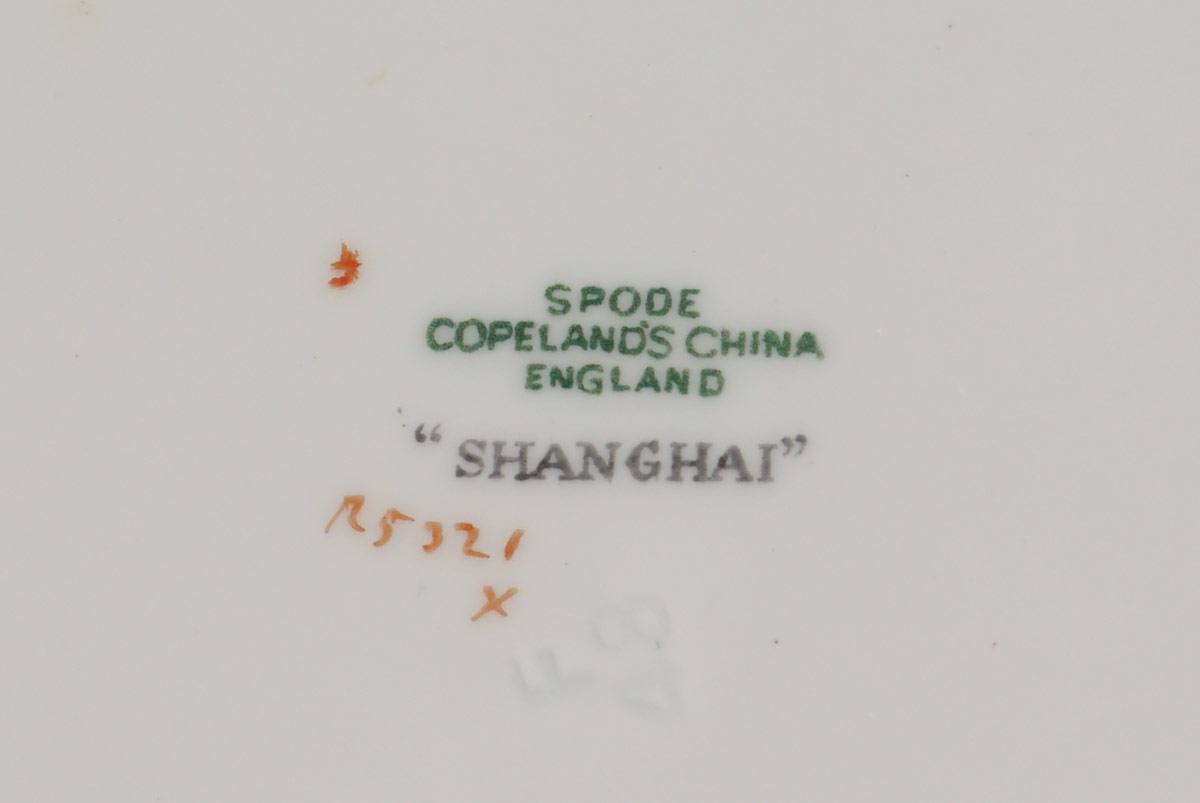 SPODE
COPELAND'S CHINA
ENGLAND
“SHANGHAI”
R5321
X